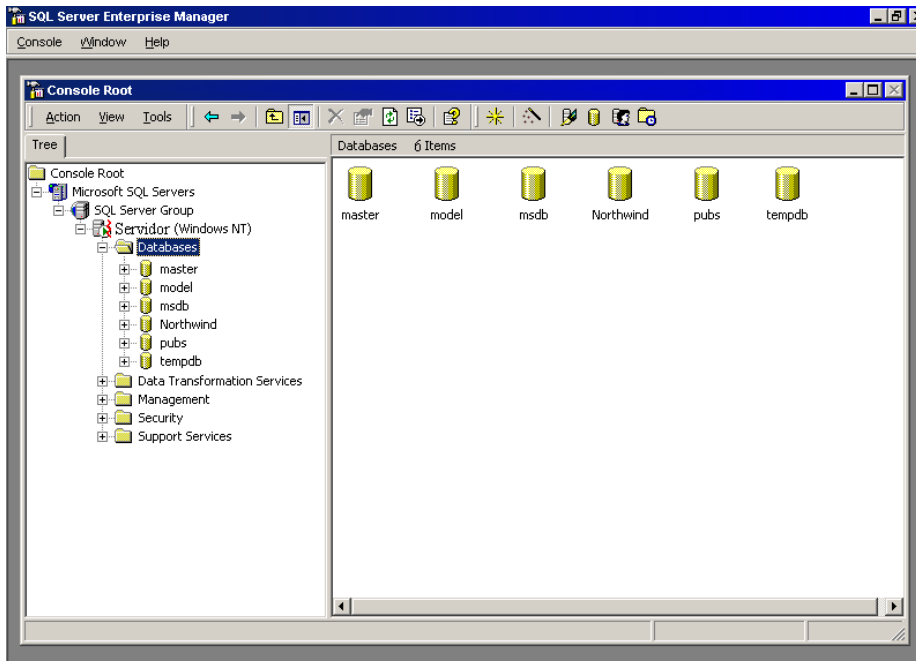 SQL Server Enterprise Manager
Console Window Help
Console Root
Action View Tools
Tree
Databases 6 Items
Console Root
Microsoft SQL Servers
SQL Server Group
Servidor (Windows NT)
Databases
master
model
msdb
Northwind
pubs
tempdb
Data Transformation Services
Management
Security
Support Services
master model msdb Northwind pubs tempdb